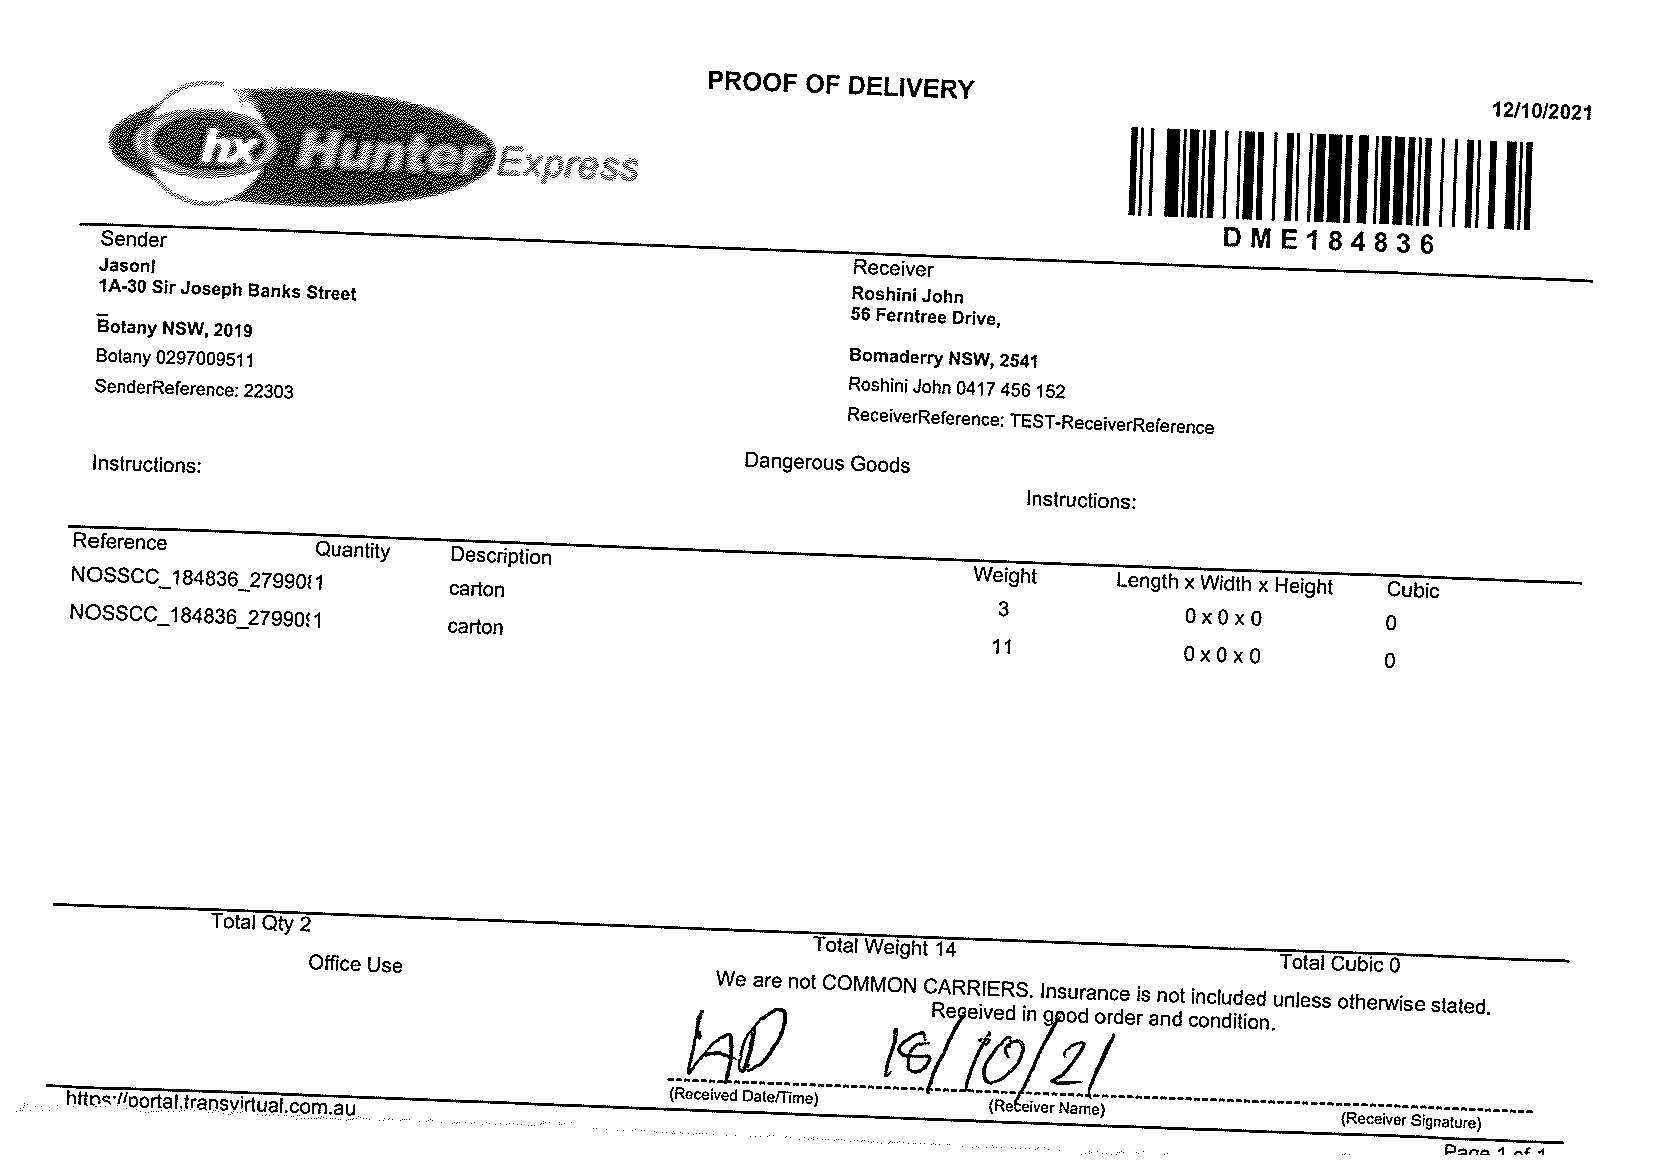 PROOF OF DELIVERY
12/10/2021
hx Hunter Express
DME184836
Sender
Jasonl
1A-30 Sir Joseph Banks Street
_
Botany NSW, 2019
Botany 0297009511
SenderReference: 22303
Receiver
Roshini John
56 Ferntree Drive,
Bomaderry NSW, 2541
Roshini John 0417 456 152
ReceiverReference: TEST-ReceiverReference
Instructions:
Dangerous Goods
Instructions:
Reference Quantity Description Weight Length x Width x Height Cubic
NOSSCC_184836_27990 1 carton 3 0 x 0 x 0 0
NOSSCC_184836_27990 1 carton 11 0 x 0 x 0 0
Total Qty 2 Total Weight 14 Total Cubic 0
Office Use
We are not COMMON CARRIERS. Insurance is not included unless otherwise stated.
Received in good order and condition.
18/10/21
(Received Date/Time) (Receiver Name) (Receiver Signature)
https://portal.transvirtual.com.au
Page 1 of 1